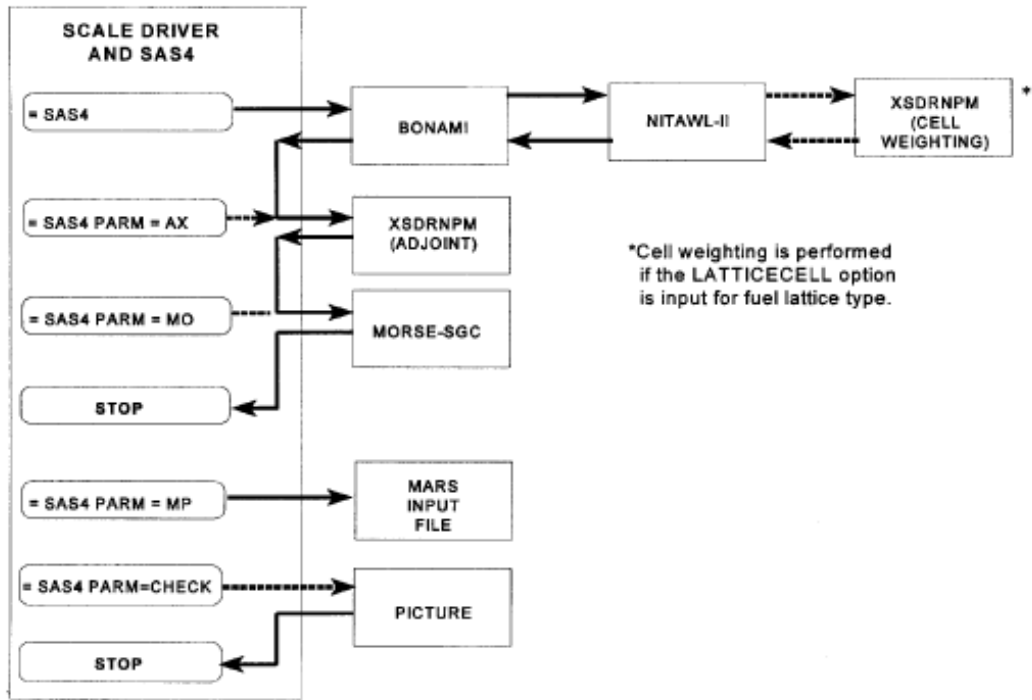 SCALE DRIVER
AND SAS4
= SAS4
BONAMI
NITAWL-II
XSDRNPM
(CELL
WEIGHTING)
*
= SAS4 PARM = AX
XSDRNPM
(ADJOINT)
*Cell weighting is performed
if the LATTICECELL option
is input for fuel lattice type.
= SAS4 PARM = MO
MORSE-SGC
STOP
= SAS4 PARM = MP
MARS
INPUT
FILE
= SAS4 PARM=CHECK
PICTURE
STOP